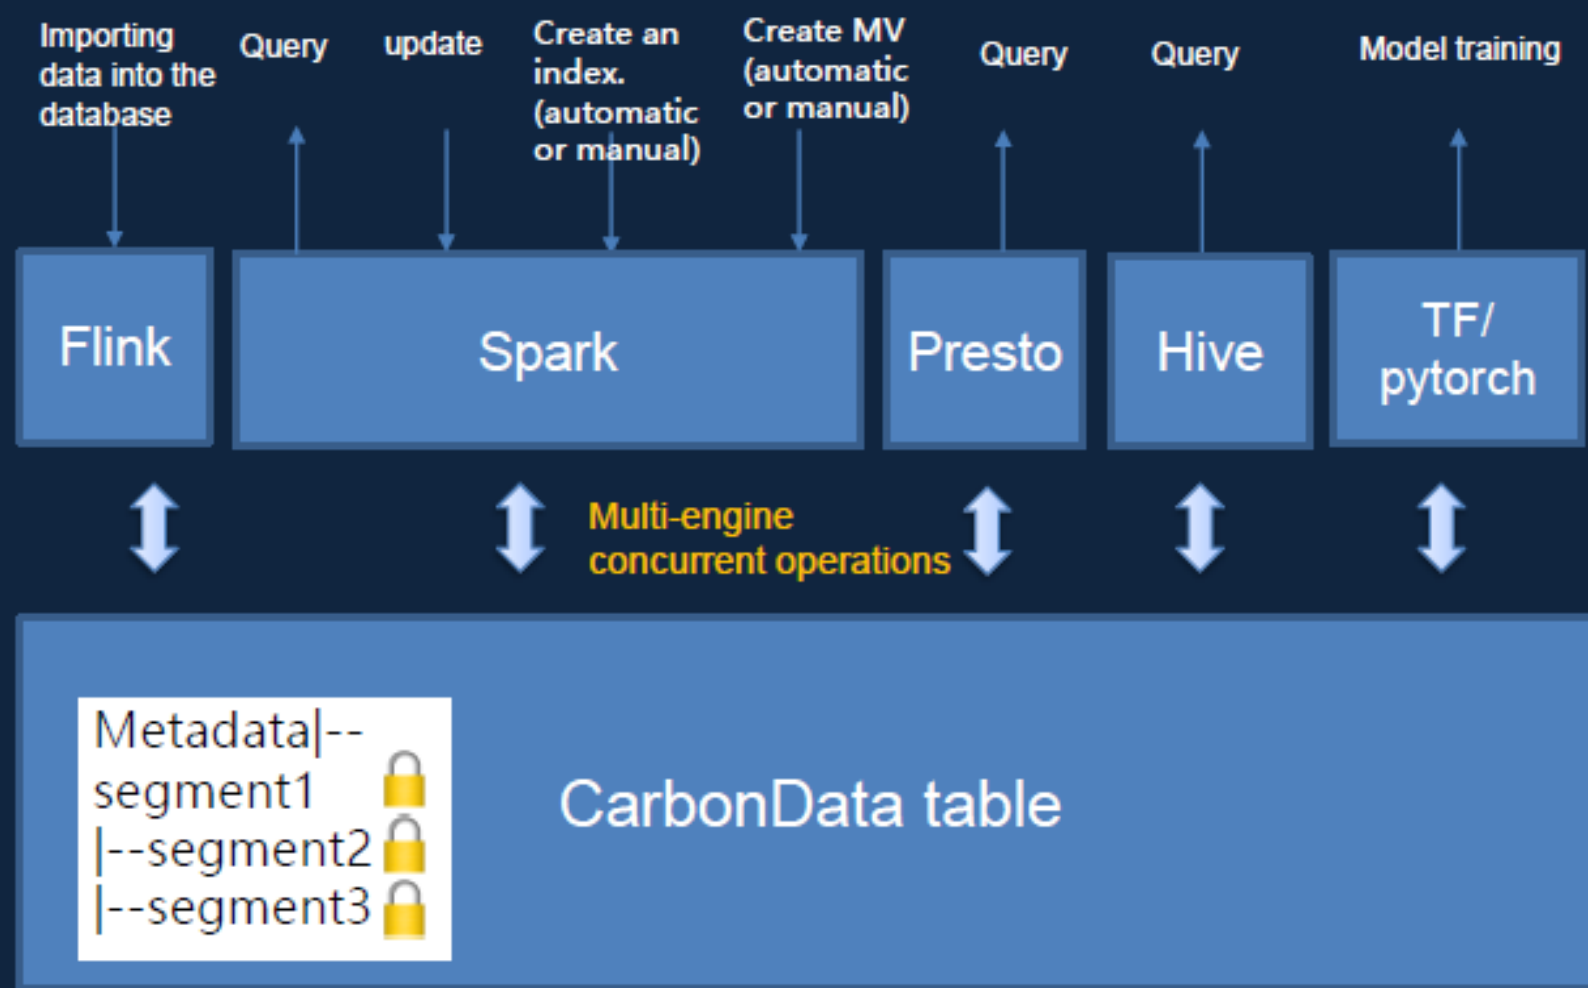 Importing
data into the
database
Query
update
Create an
index.
(automatic
or manual)
Create MV
(automatic
or manual)
Query
Query
Model training
Flink
Spark
Presto
Hive
TF/
pytorch
Multi-engine
concurrent operations
Metadata|--
segment1
|--segment2
|--segment3
CarbonData table